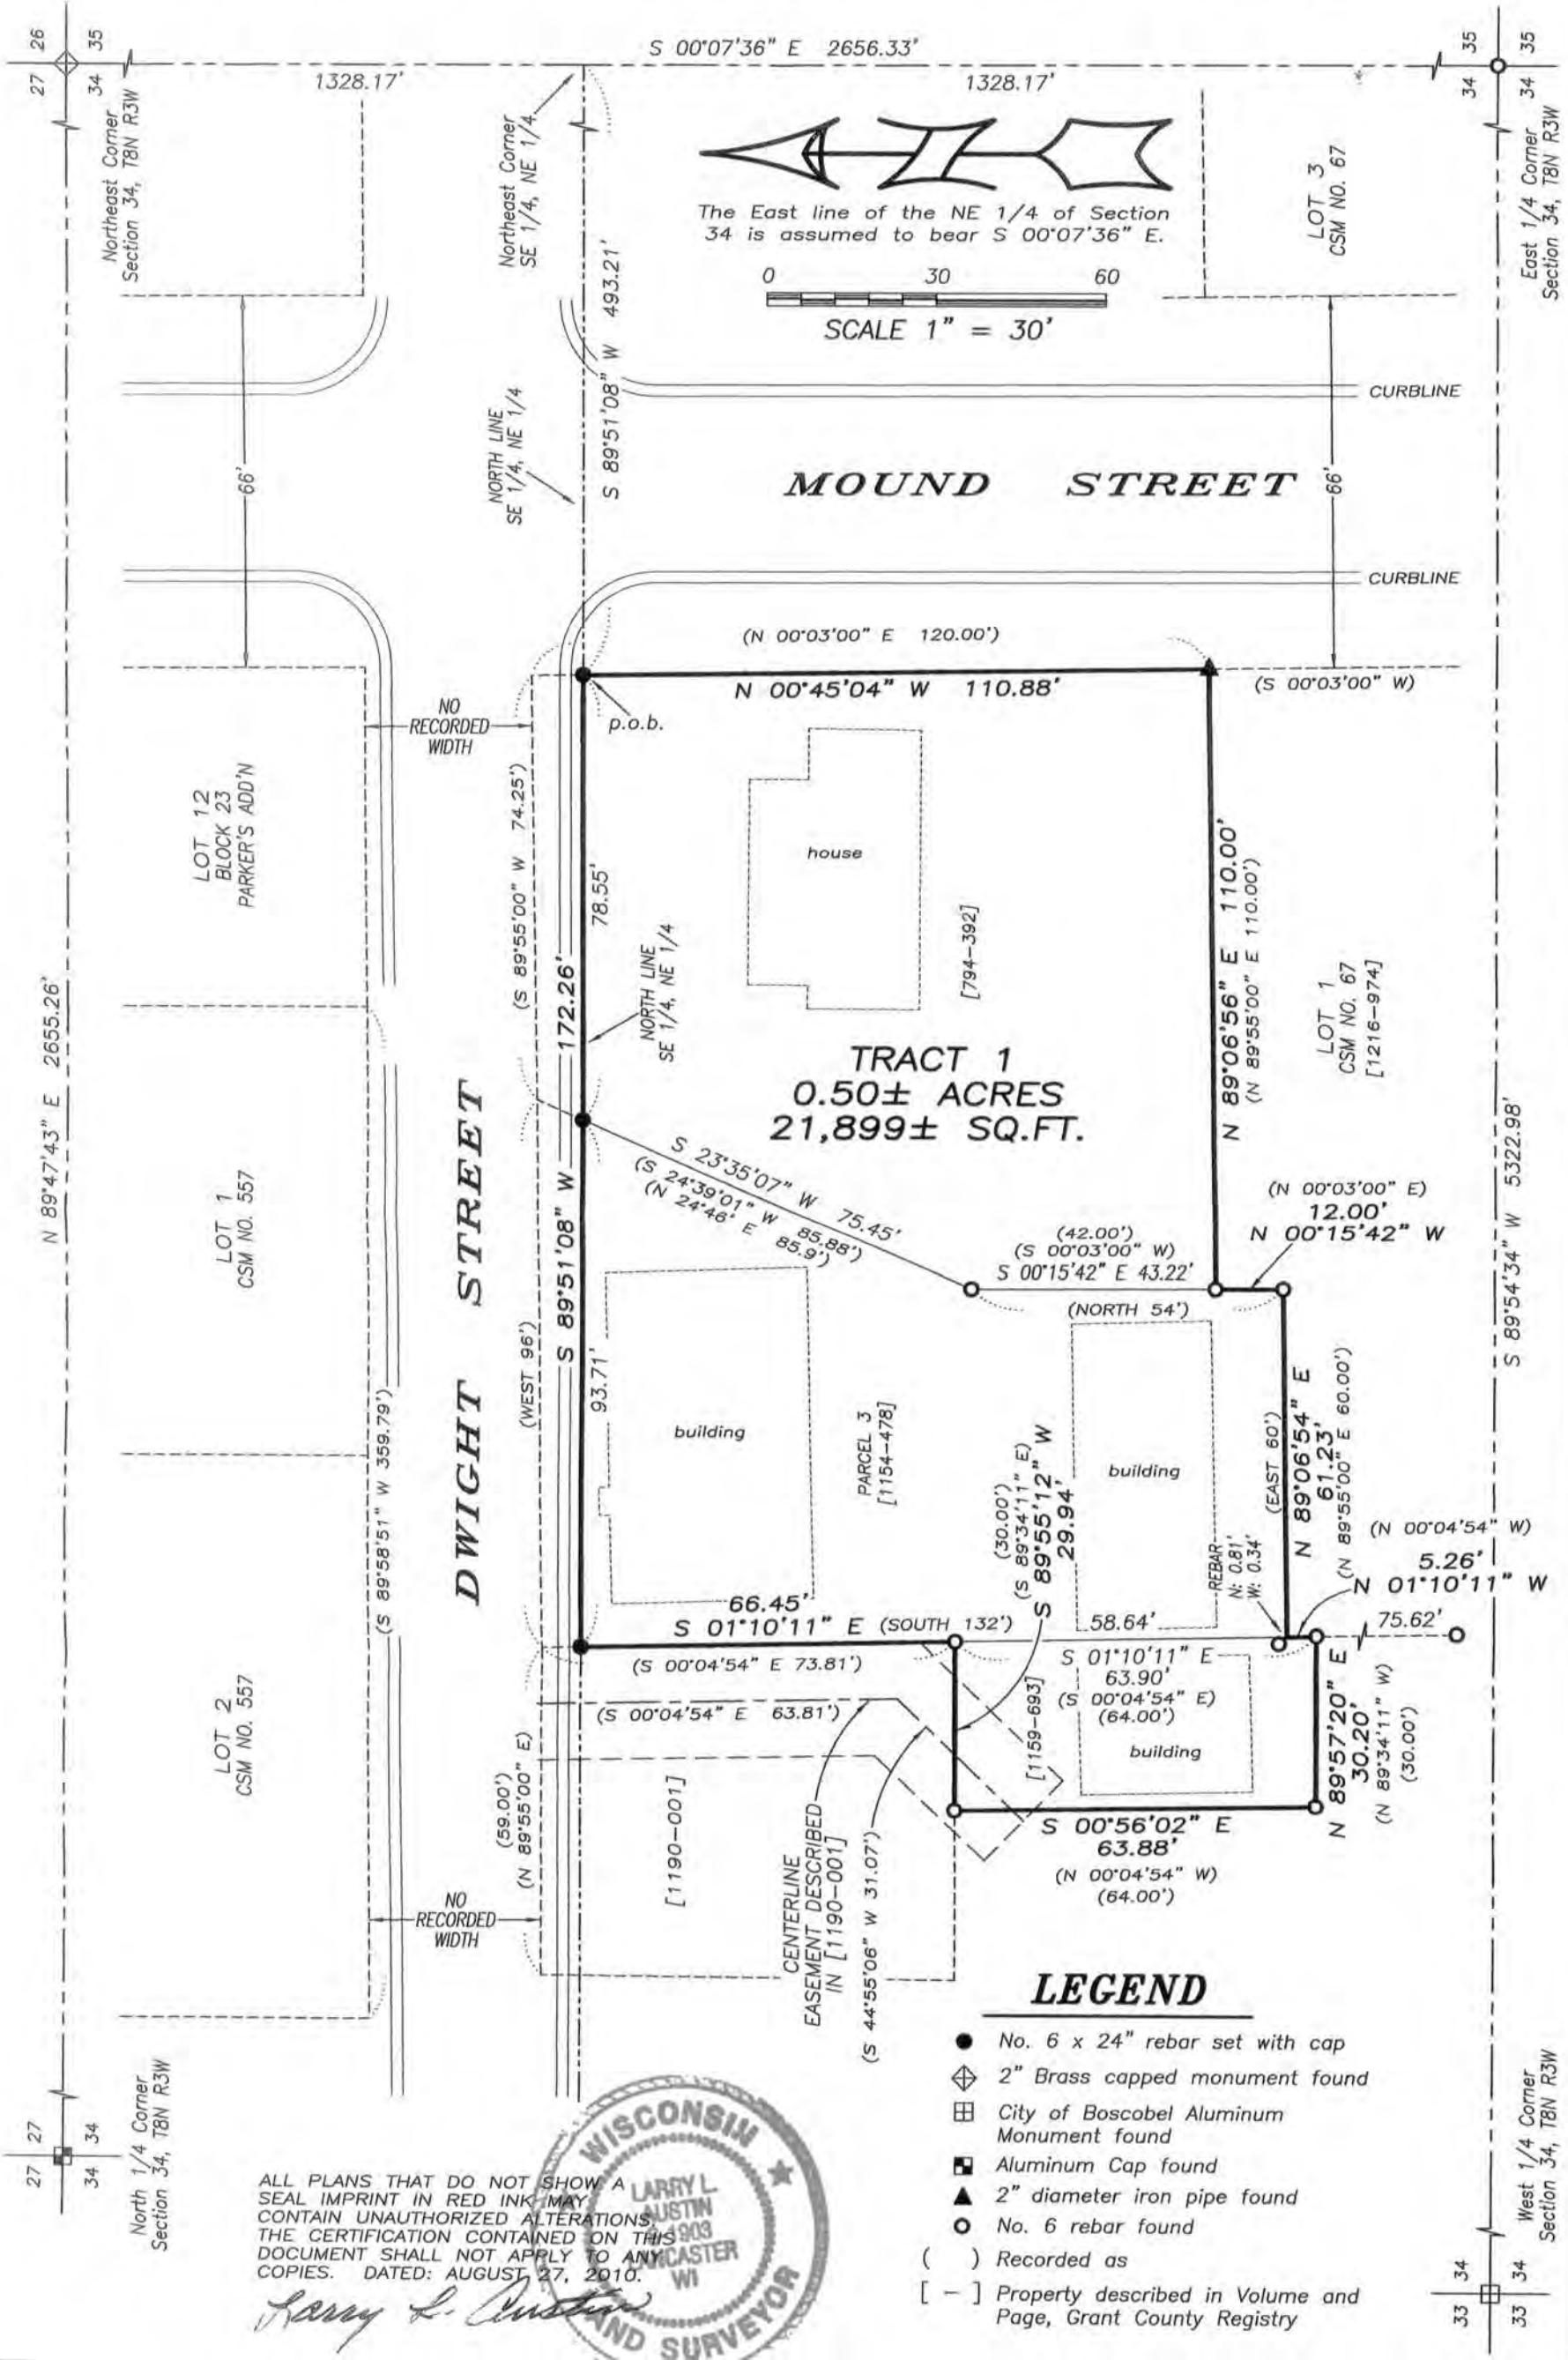 26
35
27
34
S 00°07'36" E 2656.33'
1328.17'
1328.17'
35
35
34
34
Northeast Corner
Section 34, T8N R3W
Northeast Corner
SE 1/4, NE 1/4
East 1/4 Corner
Section 34, T8N R3W
The East line of the NE 1/4 of Section
34 is assumed to bear S 00°07'36" E.
0 30 60
SCALE 1" = 30'
LOT 3
CSM NO. 67
S 89°51'08" W 493.21'
NORTH LINE
SE 1/4, NE 1/4
66'
66'
CURBLINE
MOUND STREET
CURBLINE
(N 00°03'00" E 120.00')
N 00°45'04" W 110.88'
(S 00°03'00" W)
p.o.b.
NO
RECORDED
WIDTH
LOT 12
BLOCK 23
PARKER'S ADD'N
(S 89°55'00" W 74.25')
78.55'
house
NORTH LINE
SE 1/4, NE 1/4
[794-392]
N 89°06'56" E 110.00'
(N 89°55'00" E 110.00')
LOT 1
CSM NO. 67
[1216-974]
N 89°47'43" E 2655.26'
S 89°51'08" W 172.26'
TRACT 1
0.50± ACRES
21,899± SQ.FT.
S 23°35'07" W 75.45'
(S 24°39'01" W 85.88')
(N 24°46' E 85.9')
(42.00')
(S 00°03'00" W)
S 00°15'42" E 43.22'
(NORTH 54')
(N 00°03'00" E)
12.00'
N 00°15'42" W
S 89°54'34" W 5322.98'
LOT 1
CSM NO. 557
DWIGHT STREET
(WEST 96')
93.71'
(S 89°58'51" W 359.79')
building
PARCEL 3
[1154-478]
building
(30.00')
(S 89°34'11" E)
S 89°55'12" W
29.94'
REBAR
N: 0.81'
W: 0.34'
(EAST 60')
N 89°06'54" E
61.23'
(N 89°55'00" E 60.00')
(N 00°04'54" W)
5.26'
N 01°10'11" W
75.62'
66.45'
S 01°10'11" E (SOUTH 132')
58.64'
(S 00°04'54" E 73.81')
S 01°10'11" E
63.90'
(S 00°04'54" E)
(64.00')
(S 00°04'54" E 63.81')
[1159-693]
building
N 89°57'20" E
30.20'
(N 89°34'11" W)
(30.00')
LOT 2
CSM NO. 557
(59.00')
(N 89°55'00" E)
[1190-001]
CENTERLINE
EASEMENT DESCRIBED
IN [1190-001]
(S 44°55'06" W 31.07')
S 00°56'02" E
63.88'
(N 00°04'54" W)
(64.00')
NO
RECORDED
WIDTH
LEGEND
No. 6 x 24" rebar set with cap
2" Brass capped monument found
City of Boscobel Aluminum
Monument found
Aluminum Cap found
2" diameter iron pipe found
No. 6 rebar found
( ) Recorded as
[ - ] Property described in Volume and
Page, Grant County Registry
27
27
34
34
North 1/4 Corner
Section 34, T8N R3W
West 1/4 Corner
Section 34, T8N R3W
34
34
33
33
ALL PLANS THAT DO NOT SHOW A
SEAL IMPRINT IN RED INK MAY
CONTAIN UNAUTHORIZED ALTERATIONS.
THE CERTIFICATION CONTAINED ON THIS
DOCUMENT SHALL NOT APPLY TO ANY
COPIES. DATED: AUGUST 27, 2010.
Larry L. Austin
WISCONSIN
LARRY L.
AUSTIN
1903
LANCASTER
WI
LAND SURVEYOR